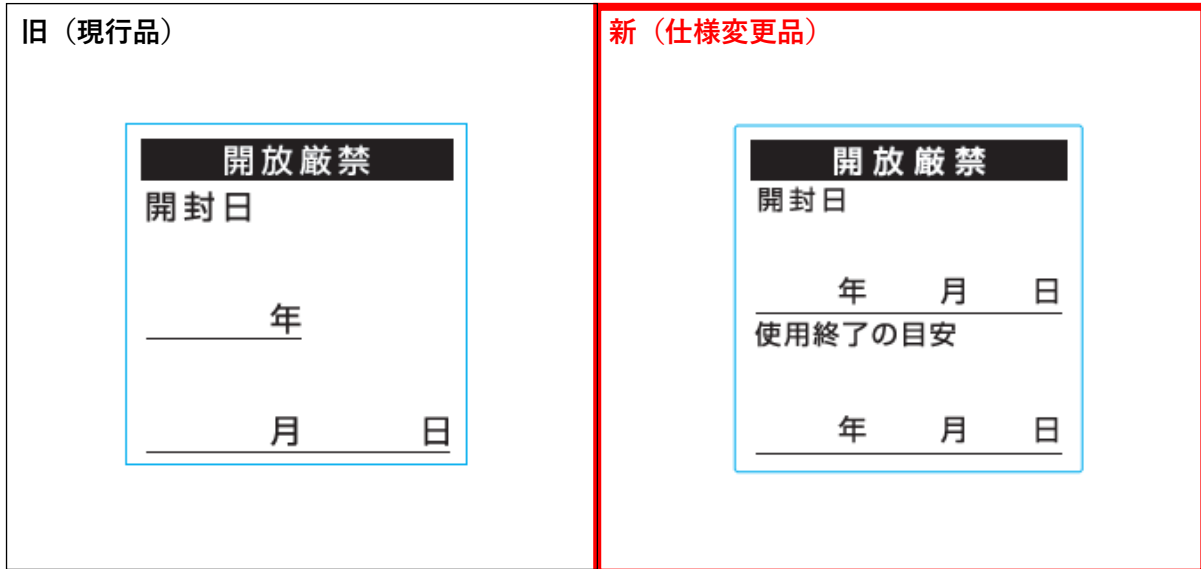 旧（現行品）
開放厳禁
開封日
年
月 日
新（仕様変更品）
開放厳禁
開封日
年 月 日
使用終了の目安
年 月 日